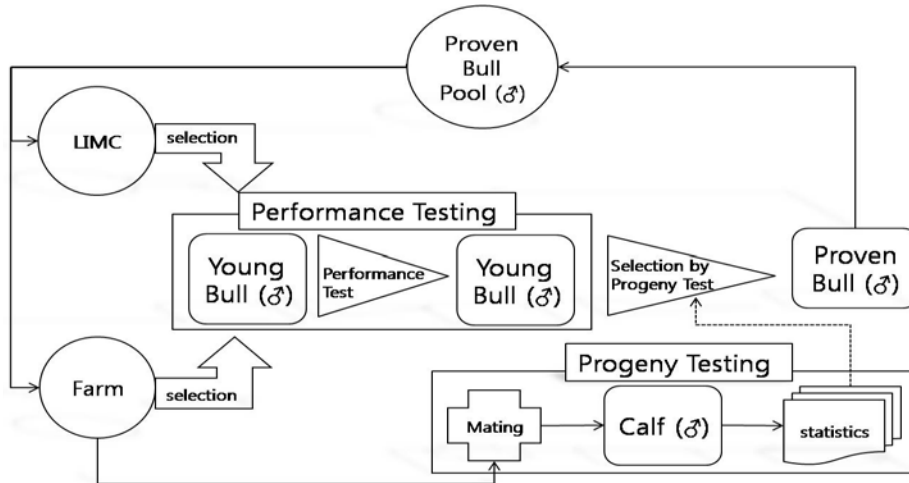 Proven
Bull
Pool (♂)
LIMC
selection
Performance Testing
Young
Bull (♂)
Performance
Test
Young
Bull (♂)
Selection by
Progeny Test
Proven
Bull (♂)
Farm
selection
Progeny Testing
Mating
Calf (♂)
statistics